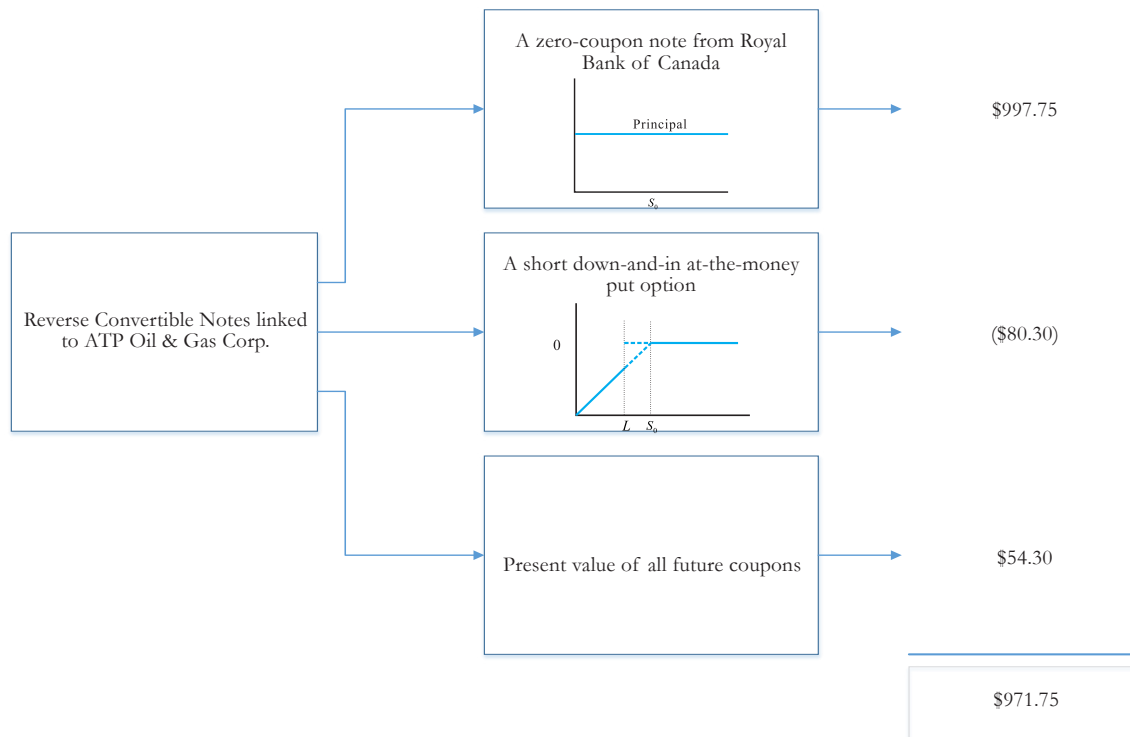 A zero-coupon note from Royal
Bank of Canada
Principal
S₀
$997.75
Reverse Convertible Notes linked
to ATP Oil & Gas Corp.
A short down-and-in at-the-money
put option
0
L S₀
($80.30)
Present value of all future coupons
$54.30
$971.75